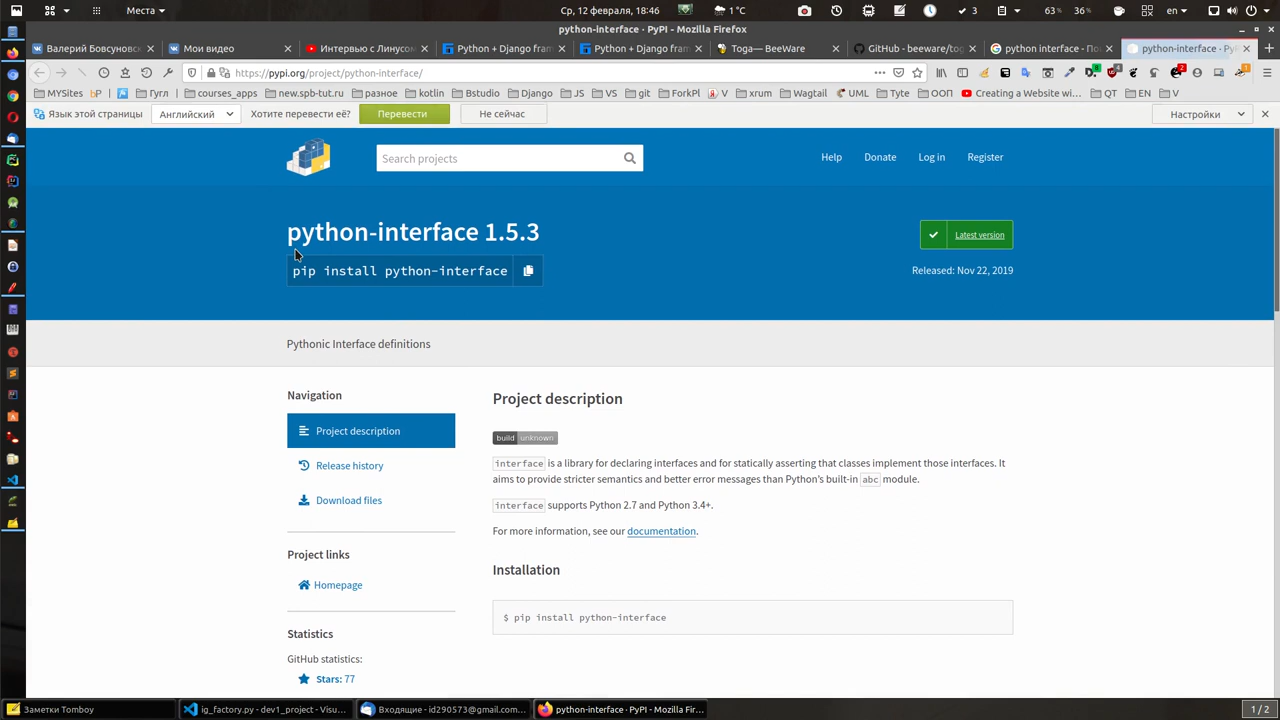 Места
Ср, 12 февраля, 18:46
1°C
3
63%
36%
en
python-interface · PyPI - Mozilla Firefox
Валерий Бовсуновск
Мои видео
Интервью с Линусом
Python + Django fram
Python + Django fram
Toga— BeeWare
GitHub - beeware/tog
python interface - По
python-interface · PyP
https://pypi.org/project/python-interface/
MYSites
bP
Гугл
courses_apps
new.spb-tut.ru
разное
kotlin
Bstudio
Django
JS
VS
git
ForkPl
V
xrum
Wagtail
UML
Tyte
ООП
Creating a Website wi...
QT
EN
V
Язык этой страницы
Английский
Хотите перевести её?
Перевести
Не сейчас
Настройки
Search projects
Help
Donate
Log in
Register
python-interface 1.5.3
Latest version
pip install python-interface
Released: Nov 22, 2019
Pythonic Interface definitions
Navigation
Project description
Release history
Download files
Project links
Homepage
Statistics
GitHub statistics:
Stars: 77
Project description
build unknown
interface is a library for declaring interfaces and for statically asserting that classes implement those interfaces. It
aims to provide stricter semantics and better error messages than Python's built-in abc module.
interface supports Python 2.7 and Python 3.4+.
For more information, see our documentation.
Installation
$ pip install python-interface
Заметки Tomboy
ig_factory.py - dev1_project - Visu...
Входящие - id290573@gmail.com...
python-interface · PyPI - Mozilla Fir...
1 / 2